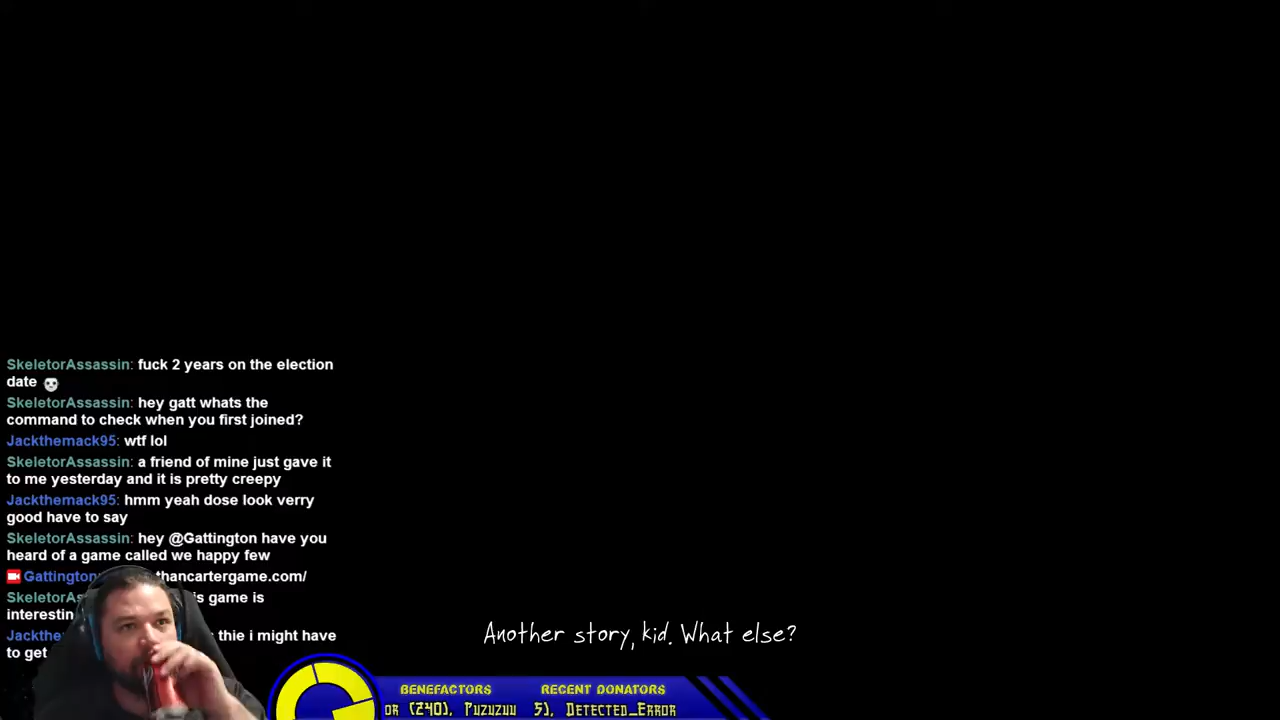 SkeletorAssassin: fuck 2 years on the election
date
SkeletorAssassin: hey gatt whats the
command to check when you first joined?
Jackthemack95: wtf lol
SkeletorAssassin: a friend of mine just gave it
to me yesterday and it is pretty creepy
Jackthemack95: hmm yeah dose look verry
good have to say
SkeletorAssassin: hey @Gattington have you
heard of a game called we happy few
Gattington thancartergame.com/
game is
thie i might have
to get
Another story, kid. What else?
BENEFACTORS RECENT DONATORS
OR (240), PUZUZUU 5), DETECTED_ERROR